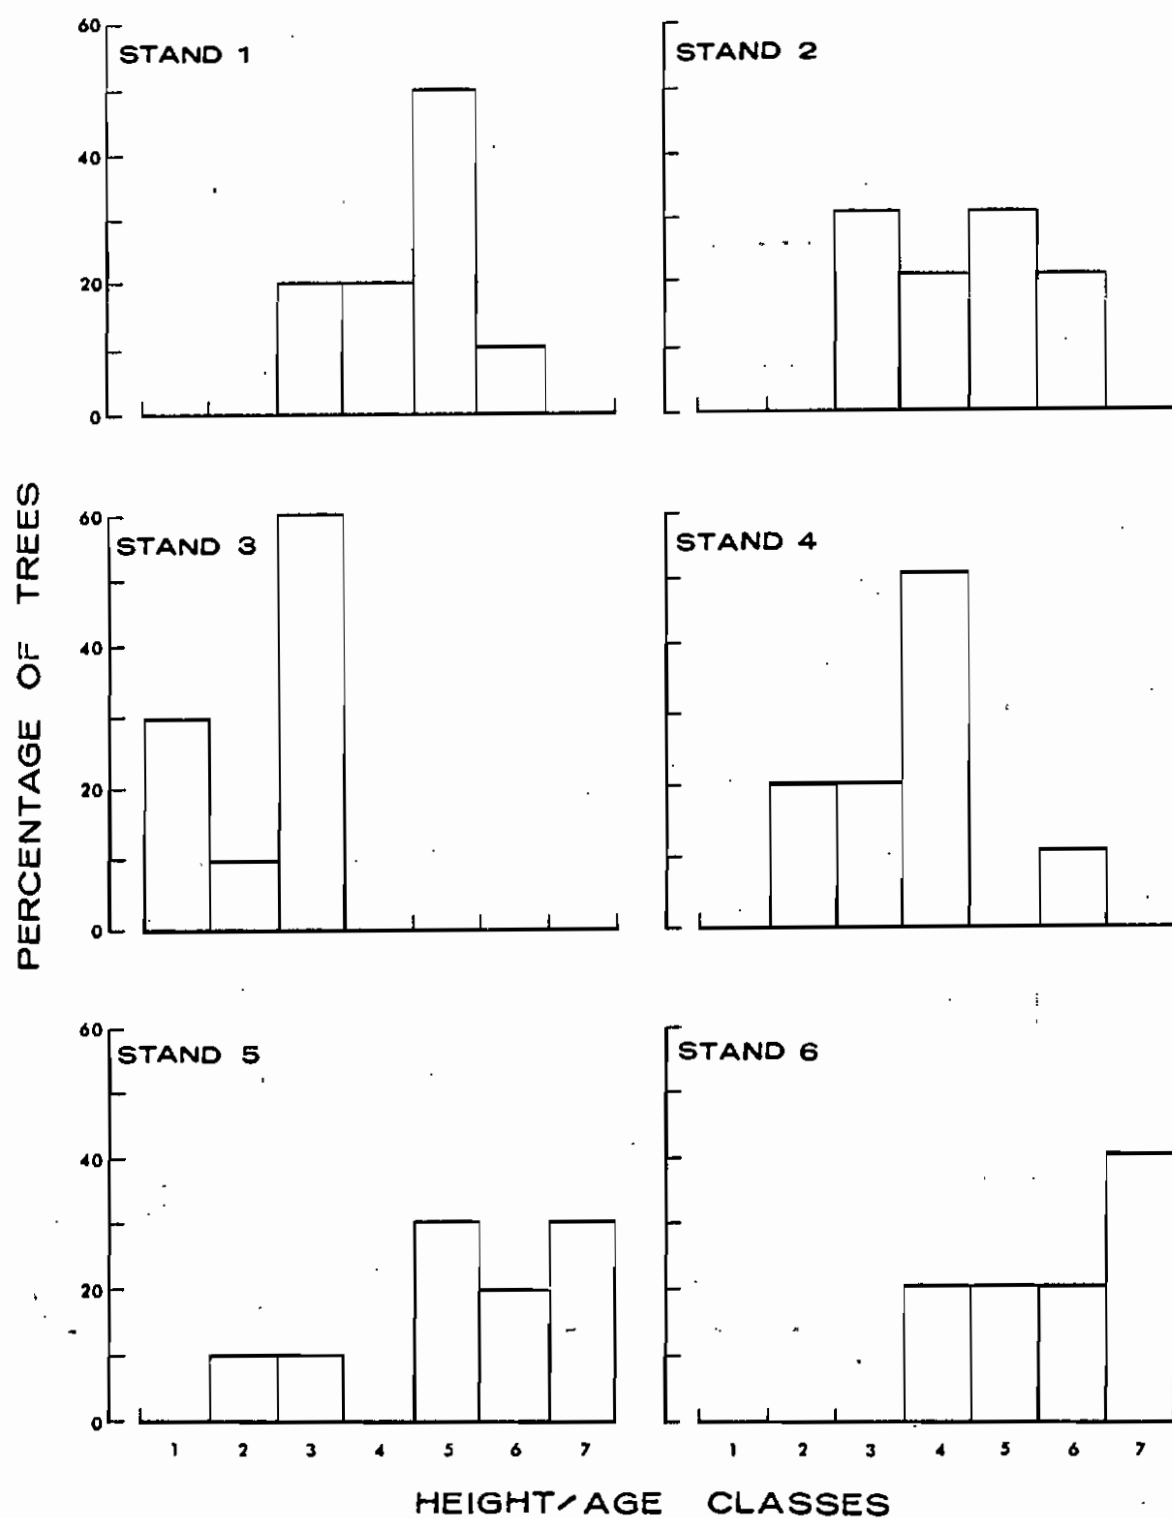 60
40
20
0
STAND 1
STAND 2
60
40
20
0
STAND 3
STAND 4
PERCENTAGE OF TREES
60
40
20
0
STAND 5
STAND 6
1 2 3 4 5 6 7
1 2 3 4 5 6 7
HEIGHT/AGE CLASSES